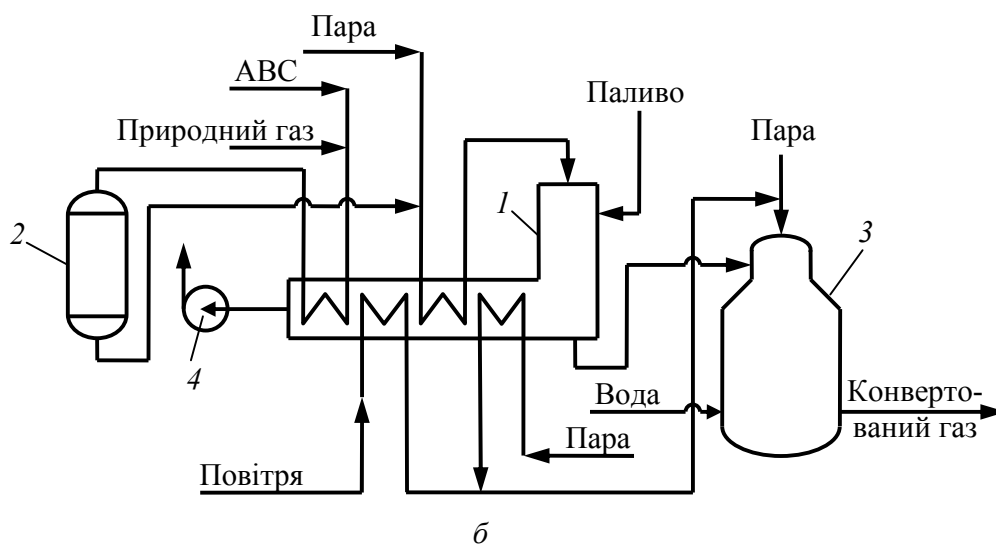 Пара
АВС
Природний газ
Паливо
Пара
1
2
3
4
Вода
Конверто-
ваний газ
Пара
Повітря
б